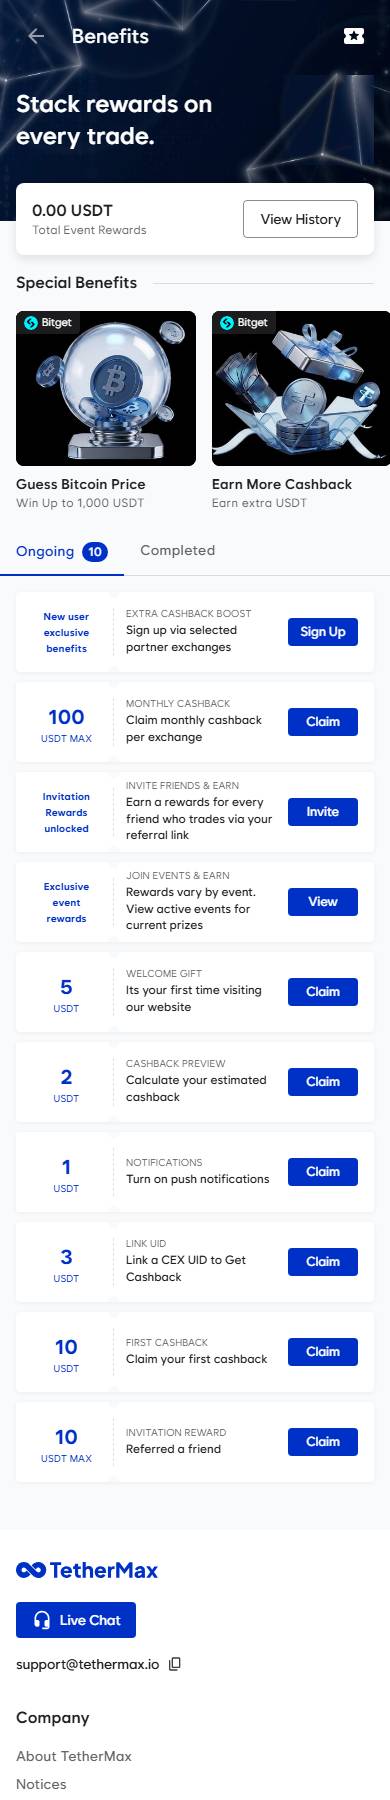 Benefits
Stack rewards on
every trade.
0.00 USDT
Total Event Rewards
View History
Special Benefits
Bitget
Bitget
Guess Bitcoin Price
Win Up to 1,000 USDT
Earn More Cashback
Earn extra USDT
Ongoing 10
Completed
New user
exclusive
benefits
EXTRA CASHBACK BOOST
Sign up via selected
partner exchanges
Sign Up
100
USDT MAX
MONTHLY CASHBACK
Claim monthly cashback
per exchange
Claim
Invitation
Rewards
unlocked
INVITE FRIENDS & EARN
Earn a rewards for every
friend who trades via your
referral link
Invite
Exclusive
event
rewards
JOIN EVENTS & EARN
Rewards vary by event.
View active events for
current prizes
View
5
USDT
WELCOME GIFT
Its your first time visiting
our website
Claim
2
USDT
CASHBACK PREVIEW
Calculate your estimated
cashback
Claim
1
USDT
NOTIFICATIONS
Turn on push notifications
Claim
3
USDT
LINK UID
Link a CEX UID to Get
Cashback
Claim
10
USDT
FIRST CASHBACK
Claim your first cashback
Claim
10
USDT MAX
INVITATION REWARD
Referred a friend
Claim
TetherMax
Live Chat
support@tethermax.io
Company
About TetherMax
Notices